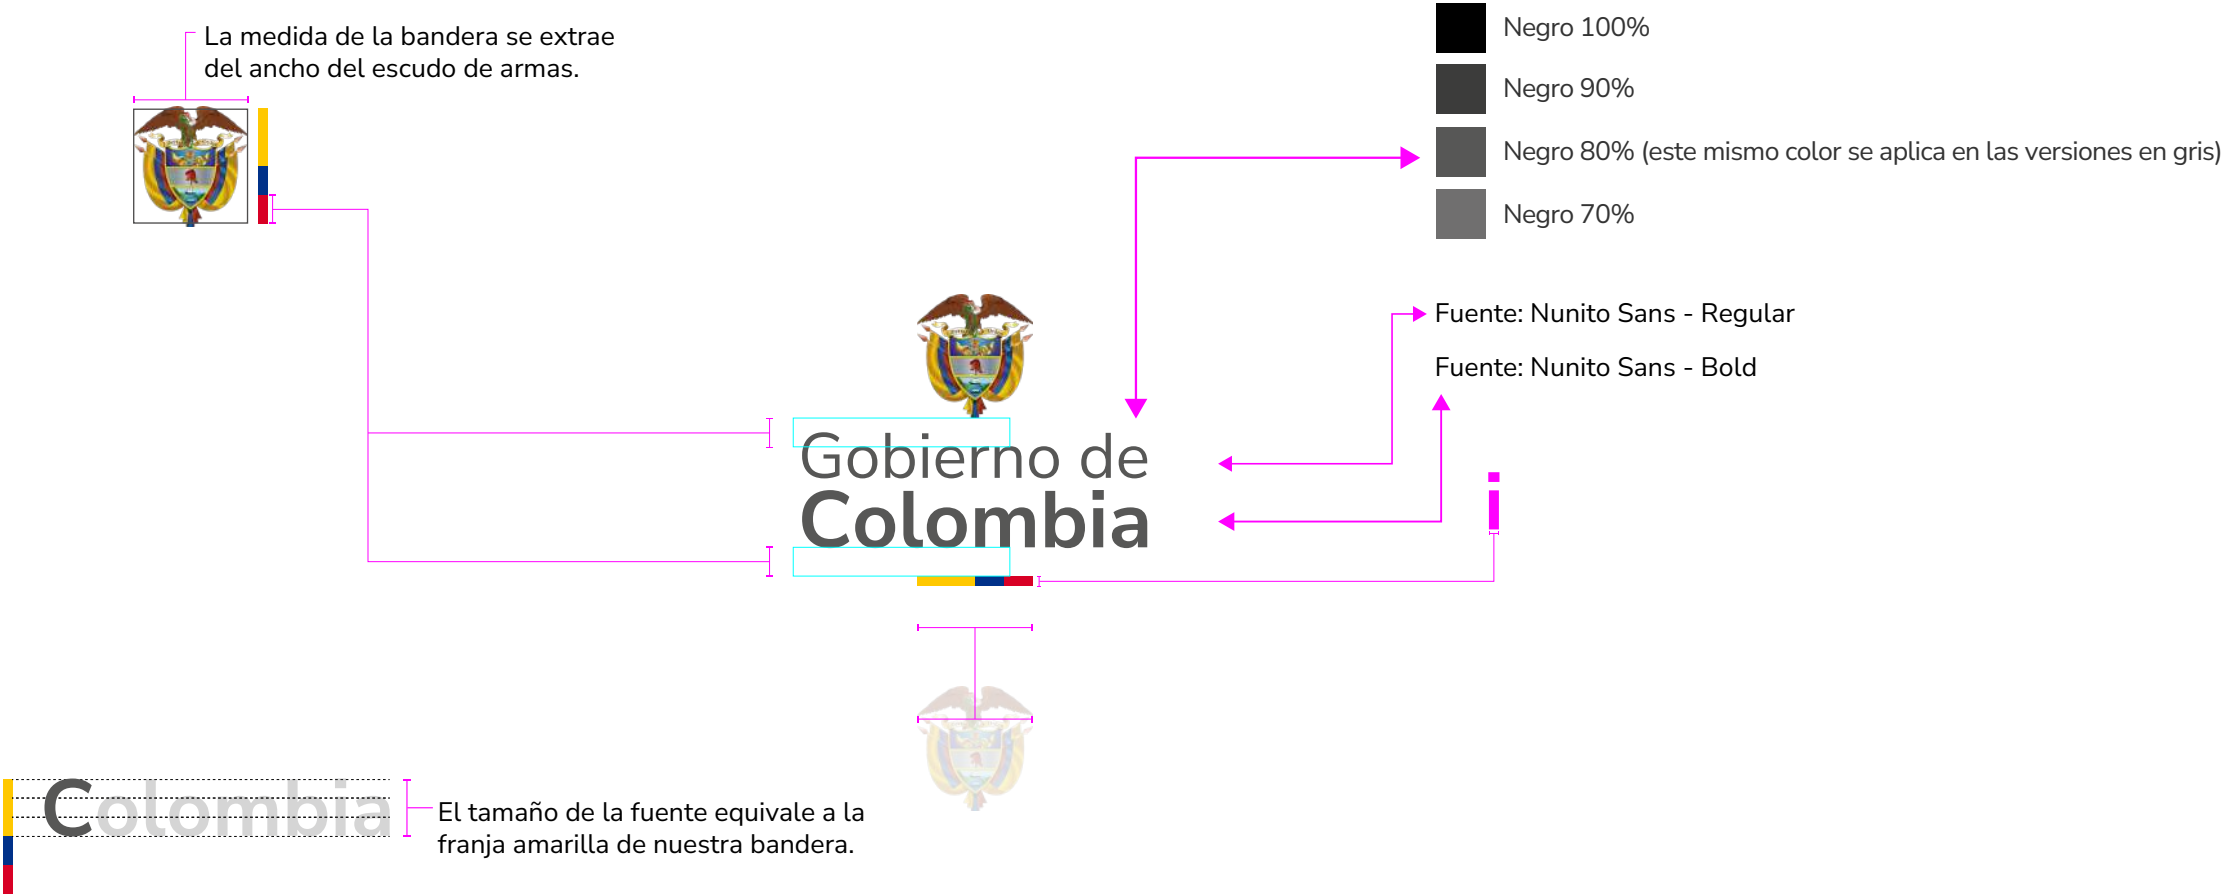 La medida de la bandera se extrae
del ancho del escudo de armas.
Negro 100%
Negro 90%
Negro 80% (este mismo color se aplica en las versiones en gris)
Negro 70%
Fuente: Nunito Sans - Regular
Fuente: Nunito Sans - Bold
Gobierno de
Colombia
i
Colombia
El tamaño de la fuente equivale a la
franja amarilla de nuestra bandera.